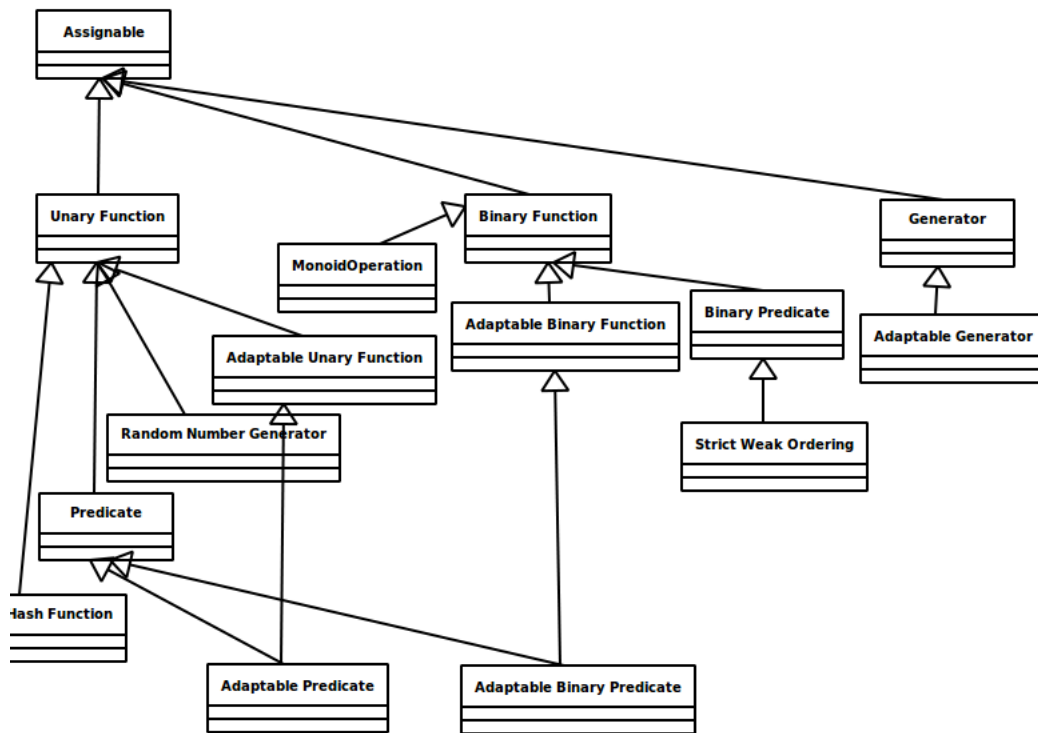 Assignable
Unary Function
Binary Function
Generator
MonoidOperation
Adaptable Binary Function
Binary Predicate
Adaptable Generator
Adaptable Unary Function
Random Number Generator
Strict Weak Ordering
Predicate
Hash Function
Adaptable Predicate
Adaptable Binary Predicate